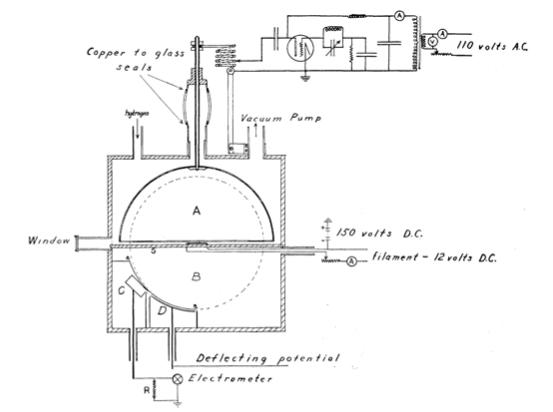 A
Copper to glass
seals
A
V
110 volts A.C.
hydrogen
Vacuum Pump
A
Window
S
150 volts D.C.
B
filament - 12 volts D.C.
A
C
D
Deflecting potential
Electrometer
R